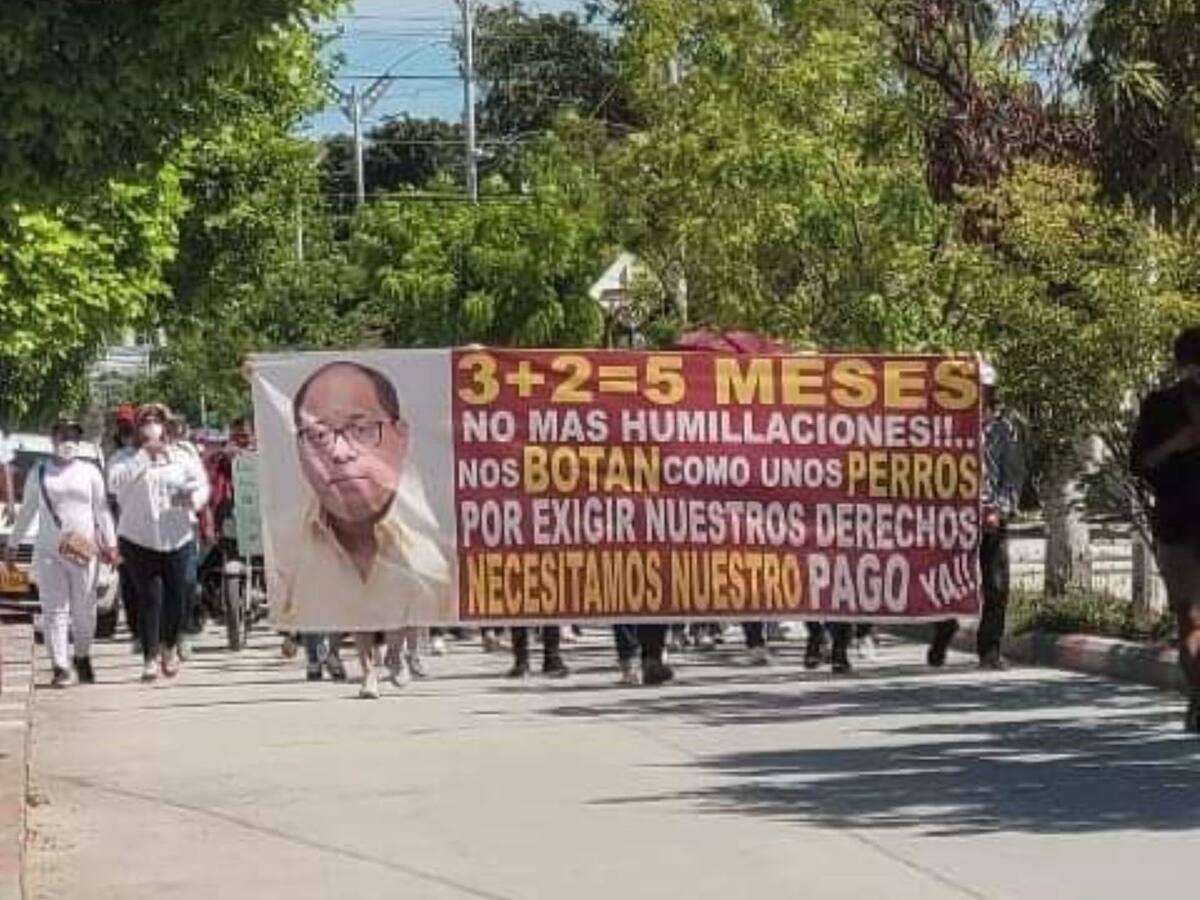 3+2=5 MESES
NO MAS HUMILLACIONES!!..
NOS BOTAN COMO UNOS PERROS
POR EXIGIR NUESTROS DERECHOS
NECESITAMOS NUESTRO PAGO YA!!